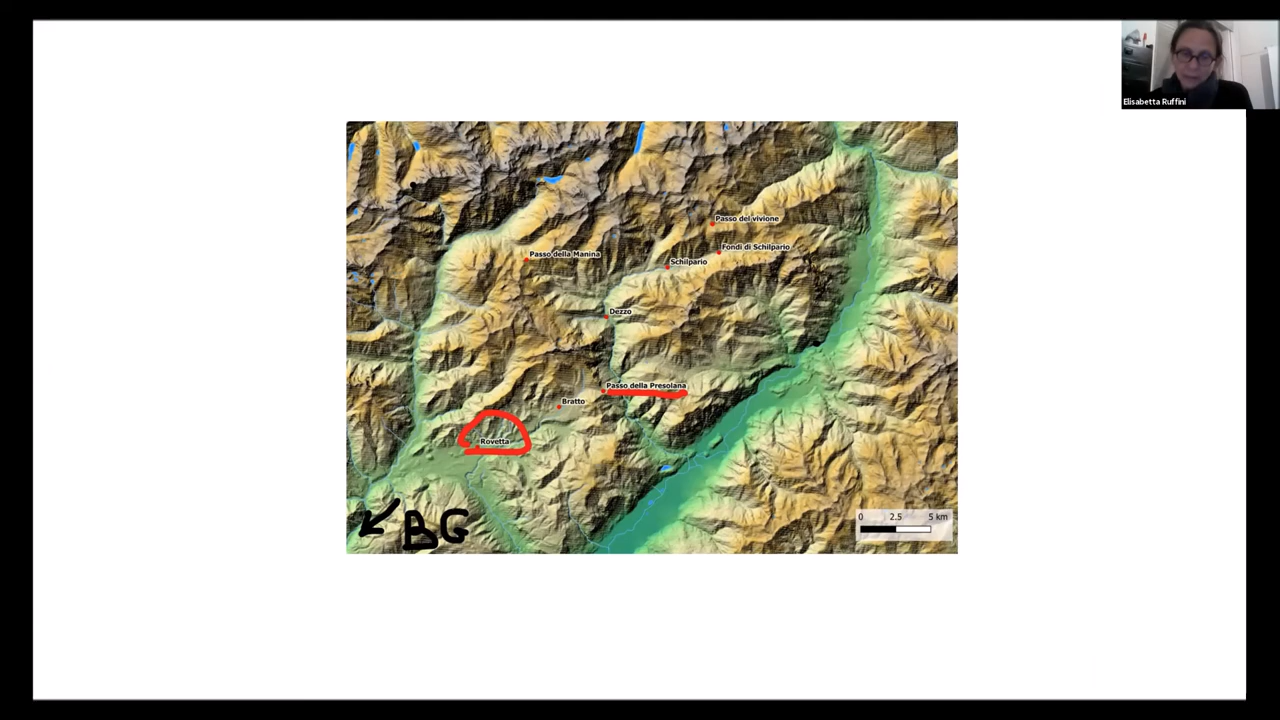 Elisabetta Ruffini
Passo del vivione
Fondi di Schilpario
Passo della Manina
Schilpario
Dezzo
Passo della Presolana
Bratto
Rovetta
BG
0 2.5 5 km